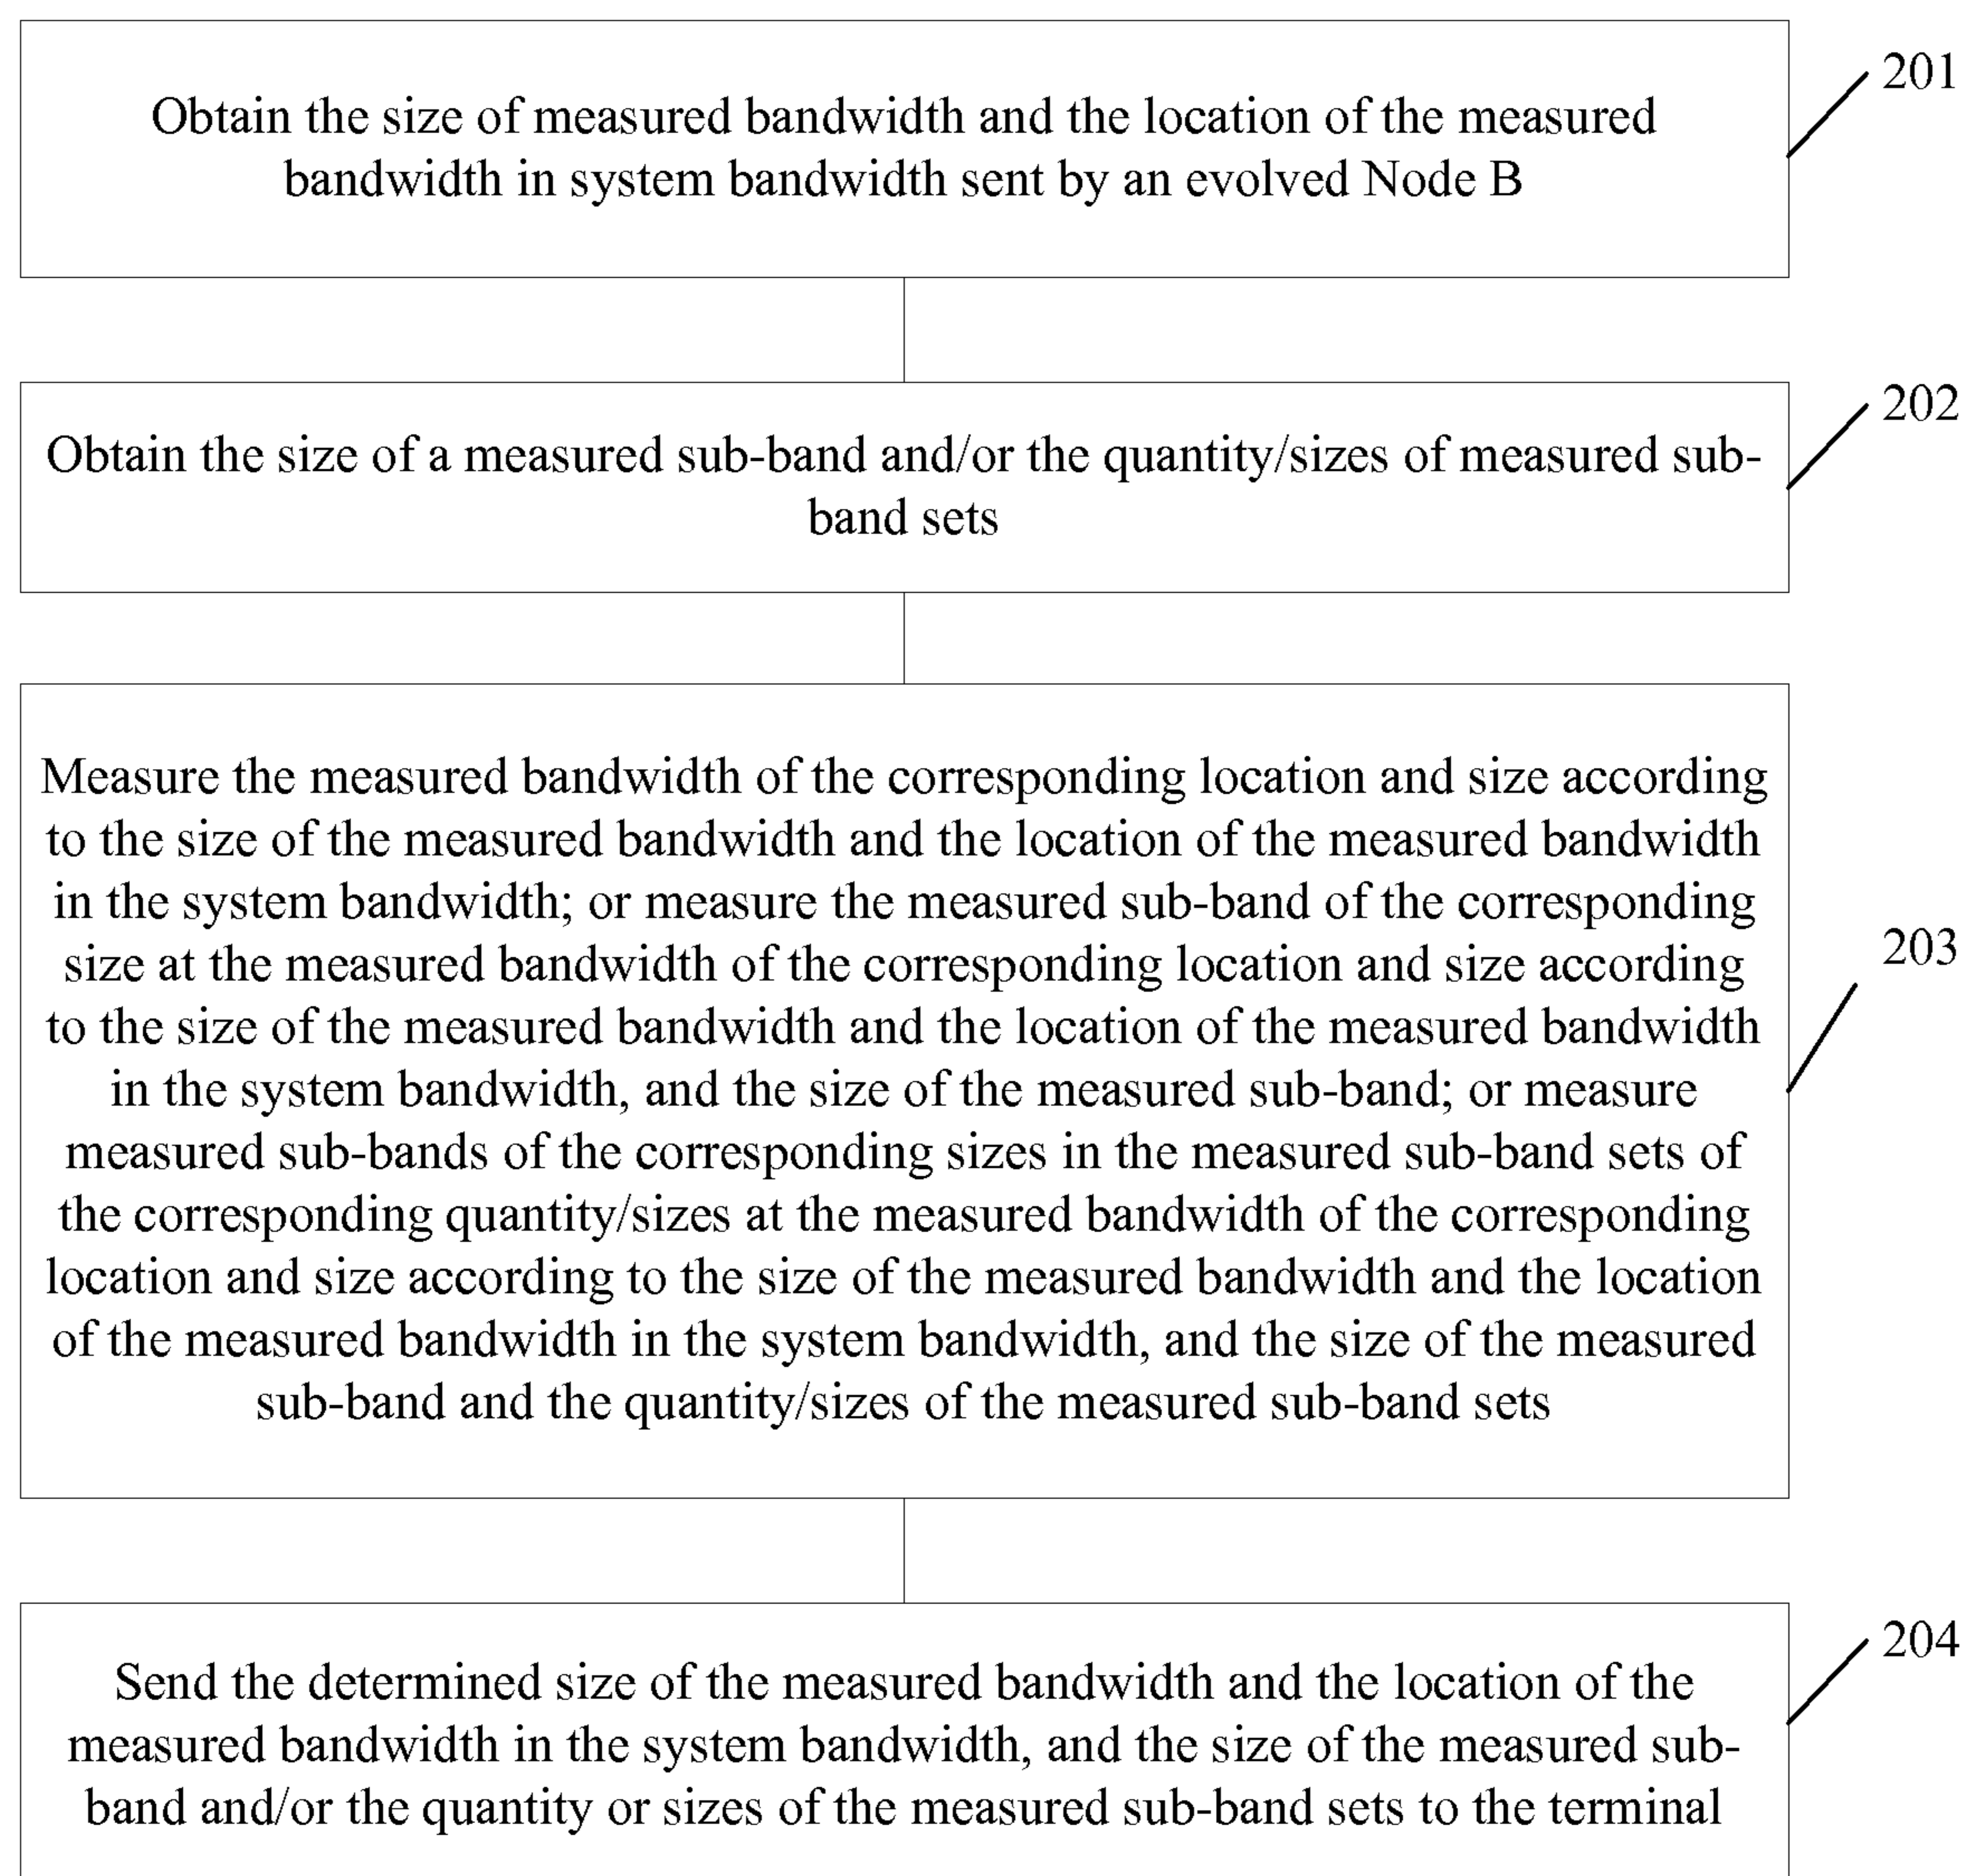 Obtain the size of measured bandwidth and the location of the measured
bandwidth in system bandwidth sent by an evolved Node B
201
Obtain the size of a measured sub-band and/or the quantity/sizes of measured sub-
band sets
202
Measure the measured bandwidth of the corresponding location and size according
to the size of the measured bandwidth and the location of the measured bandwidth
in the system bandwidth; or measure the measured sub-band of the corresponding
size at the measured bandwidth of the corresponding location and size according
to the size of the measured bandwidth and the location of the measured bandwidth
in the system bandwidth, and the size of the measured sub-band; or measure
measured sub-bands of the corresponding sizes in the measured sub-band sets of
the corresponding quantity/sizes at the measured bandwidth of the corresponding
location and size according to the size of the measured bandwidth and the location
of the measured bandwidth in the system bandwidth, and the size of the measured
sub-band and the quantity/sizes of the measured sub-band sets
203
Send the determined size of the measured bandwidth and the location of the
measured bandwidth in the system bandwidth, and the size of the measured sub-
band and/or the quantity or sizes of the measured sub-band sets to the terminal
204